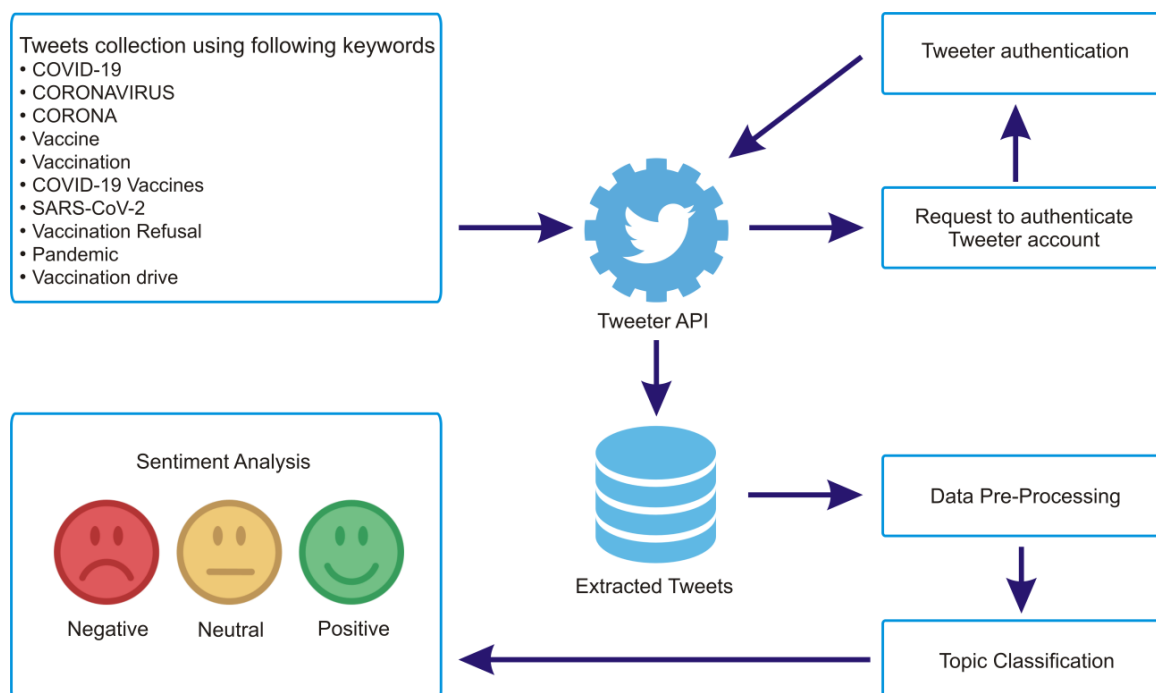 Tweets collection using following keywords
• COVID-19
• CORONAVIRUS
• CORONA
• Vaccine
• Vaccination
• COVID-19 Vaccines
• SARS-CoV-2
• Vaccination Refusal
• Pandemic
• Vaccination drive
Tweeter API
Tweeter authentication
Request to authenticate
Tweeter account
Extracted Tweets
Data Pre-Processing
Topic Classification
Sentiment Analysis
Negative
Neutral
Positive